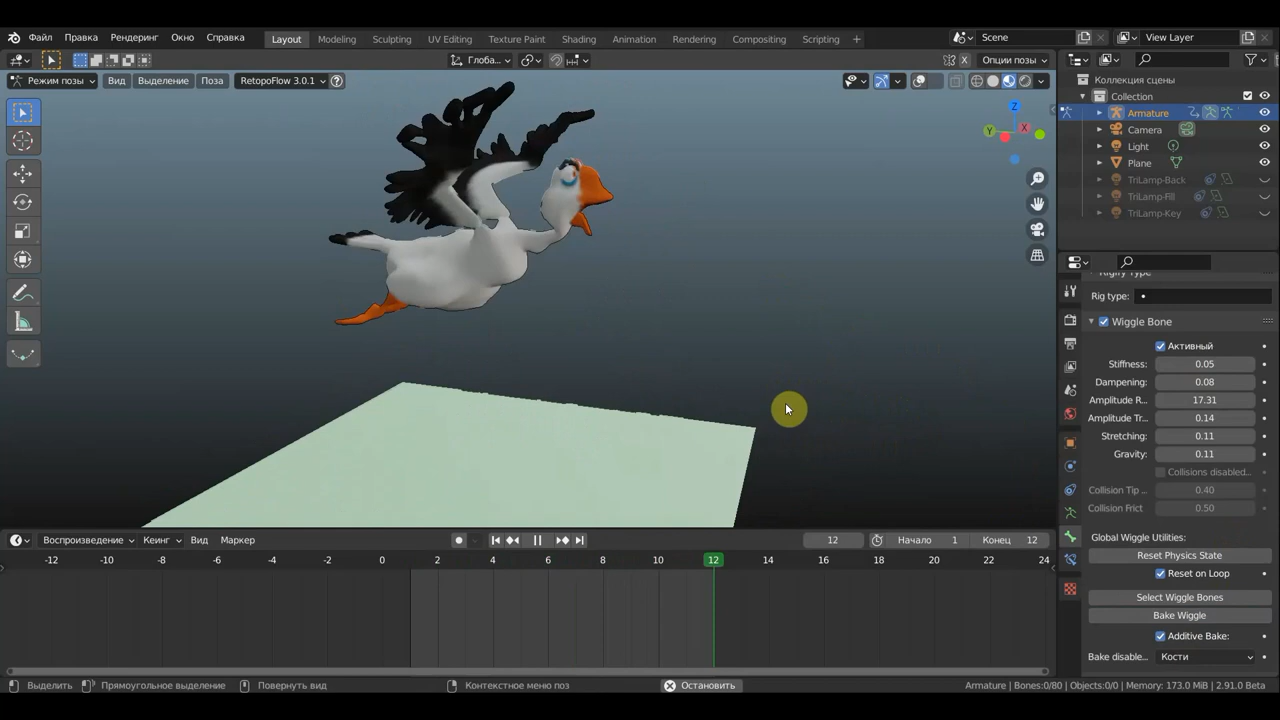 Файл Правка Рендеринг Окно Справка Layout Modeling Sculpting UV Editing Texture Paint Shading Animation Rendering Compositing Scripting + Scene View Layer
Глоба... X Опции позы
Режим позы Вид Выделение Поза RetopoFlow 3.0.1 ?
Коллекция сцены
Collection
Armature
Camera
Light
Plane
TriLamp-Back
TriLamp-Fill
TriLamp-Key
Z
Y X
Rigify Type
Rig type:
Wiggle Bone
Активный
Stiffness: 0.05
Dampening: 0.08
Amplitude R... 17.31
Amplitude Tr... 0.14
Stretching: 0.11
Gravity: 0.11
Collisions disabled...
Collision Tip ... 0.40
Collision Frict 0.50
Global Wiggle Utilities:
Reset Physics State
Reset on Loop
Select Wiggle Bones
Bake Wiggle
Additive Bake:
Bake disable... Кости
Воспроизведение Кеинг Вид Маркер 12 Начало 1 Конец 12
-12 -10 -8 -6 -4 -2 0 2 4 6 8 10 12 14 16 18 20 22 24
Выделить Прямоугольное выделение Повернуть вид Контекстное меню поз Остановить Armature | Bones:0/80 | Objects:0/0 | Memory: 173.0 MiB | 2.91.0 Beta